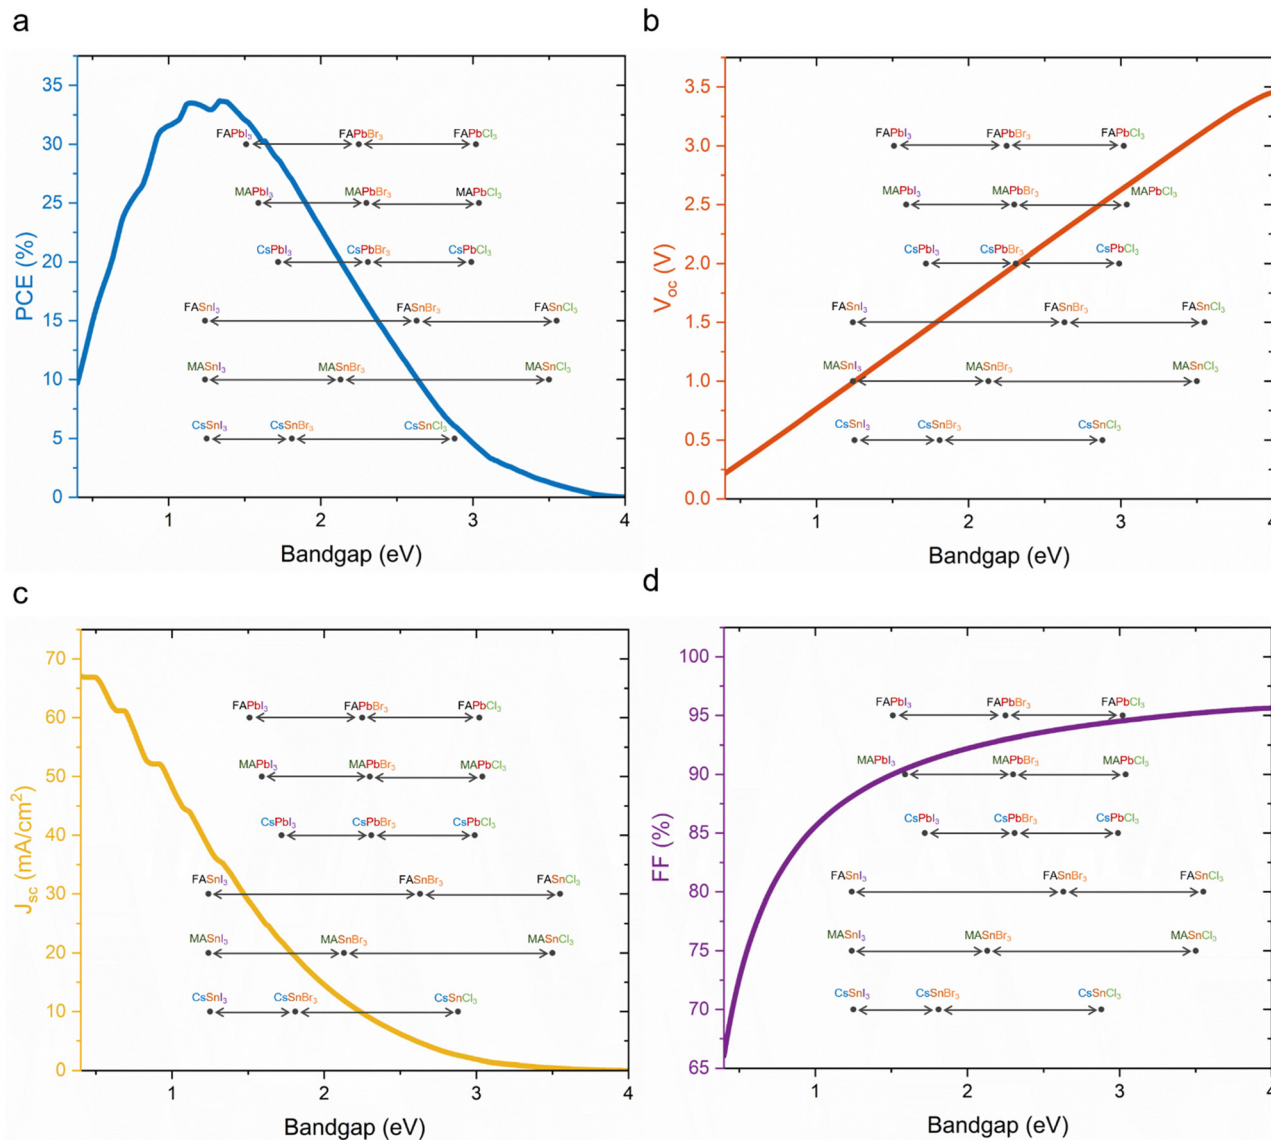 a
35
30
25
20
15
10
5
0
PCE (%)
FAPbI₃ FAPbBr₃ FAPbCl₃
MAPbI₃ MAPbBr₃ MAPbCl₃
CsPbI₃ CsPbBr₃ CsPbCl₃
FASnI₃ FASnBr₃ FASnCl₃
MASnI₃ MASnBr₃ MASnCl₃
CsSnI₃ CsSnBr₃ CsSnCl₃
1 2 3 4
Bandgap (eV)
b
3.5
3.0
2.5
2.0
1.5
1.0
0.5
0.0
Voc (V)
FAPbI₃ FAPbBr₃ FAPbCl₃
MAPbI₃ MAPbBr₃ MAPbCl₃
CsPbI₃ CsPbBr₃ CsPbCl₃
FASnI₃ FASnBr₃ FASnCl₃
MASnI₃ MASnBr₃ MASnCl₃
CsSnI₃ CsSnBr₃ CsSnCl₃
1 2 3 4
Bandgap (eV)
c
70
60
50
40
30
20
10
0
Jsc (mA/cm²)
FAPbI₃ FAPbBr₃ FAPbCl₃
MAPbI₃ MAPbBr₃ MAPbCl₃
CsPbI₃ CsPbBr₃ CsPbCl₃
FASnI₃ FASnBr₃ FASnCl₃
MASnI₃ MASnBr₃ MASnCl₃
CsSnI₃ CsSnBr₃ CsSnCl₃
1 2 3 4
Bandgap (eV)
d
100
95
90
85
80
75
70
65
FF (%)
FAPbI₃ FAPbBr₃ FAPbCl₃
MAPbI₃ MAPbBr₃ MAPbCl₃
CsPbI₃ CsPbBr₃ CsPbCl₃
FASnI₃ FASnBr₃ FASnCl₃
MASnI₃ MASnBr₃ MASnCl₃
CsSnI₃ CsSnBr₃ CsSnCl₃
1 2 3 4
Bandgap (eV)